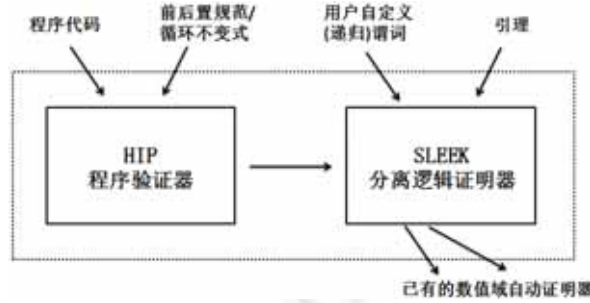 程序代码
前后置规范/
循环不变式
用户自定义
(递归)谓词
引理
HIP
程序验证器
SLEEK
分离逻辑证明器
已有的数值域自动证明器